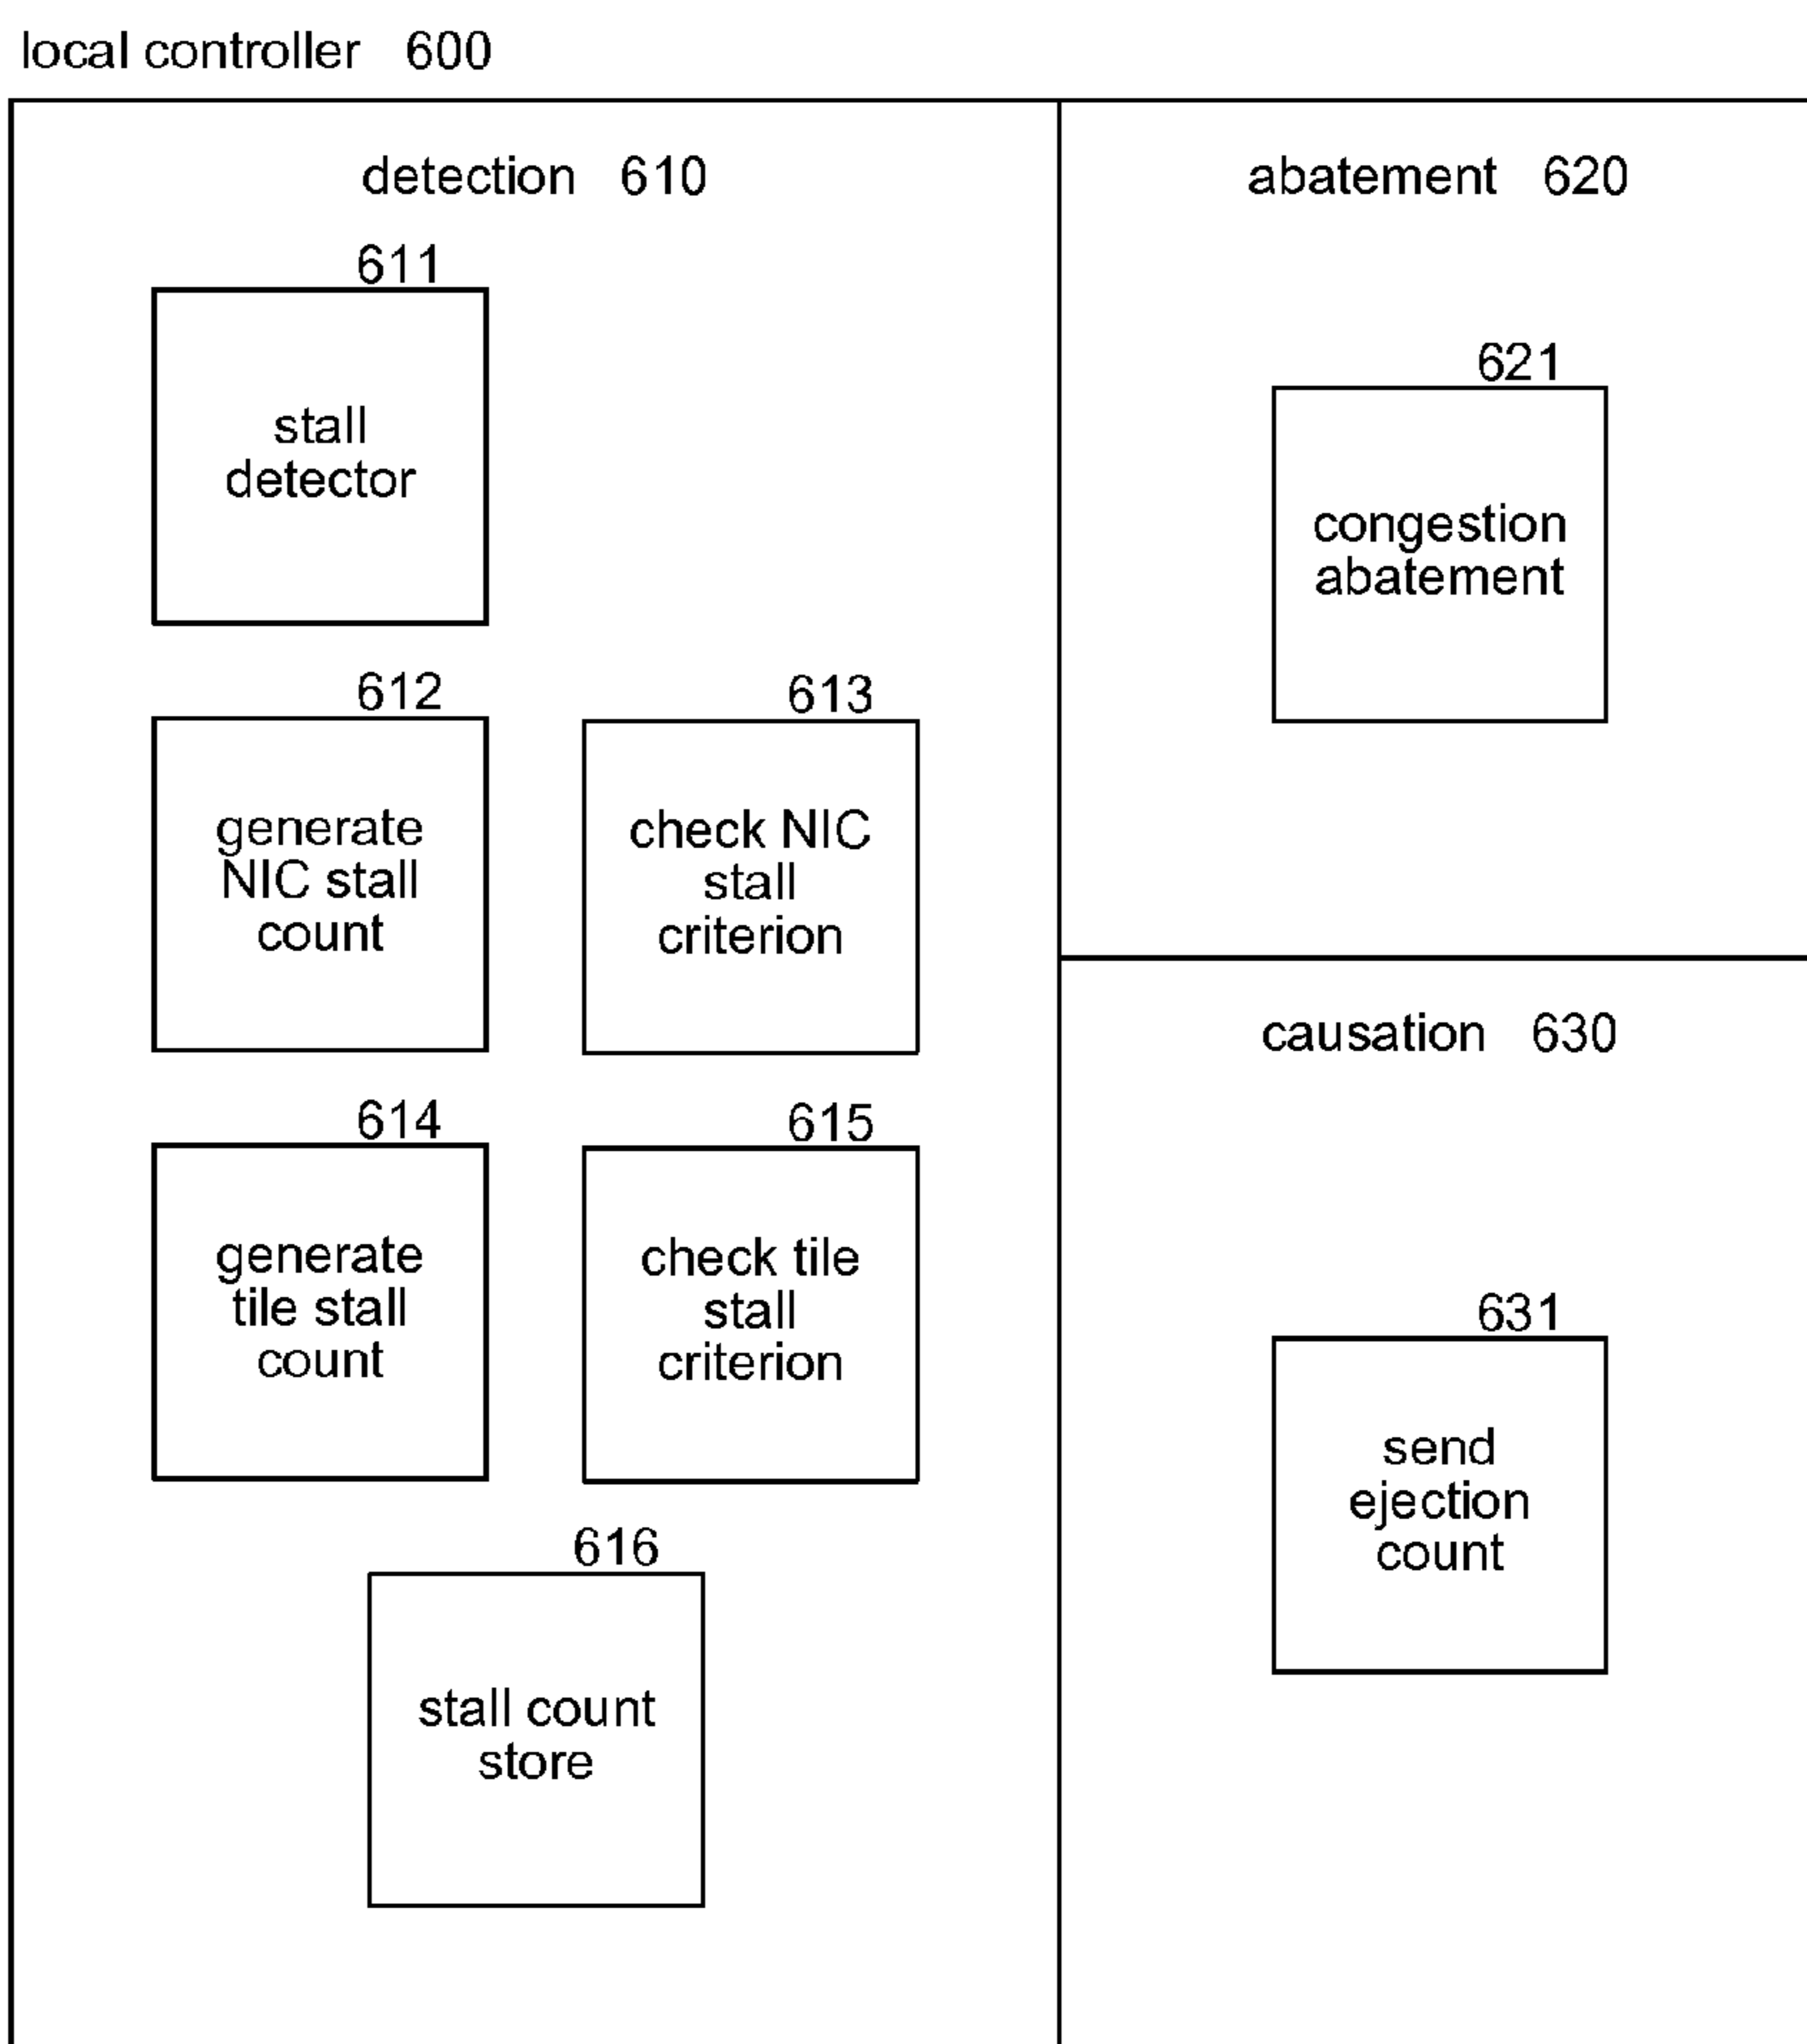 local controller 600
detection 610
611
stall
detector
612
generate
NIC stall
count
613
check NIC
stall
criterion
614
generate
tile stall
count
615
check tile
stall
criterion
616
stall count
store
abatement 620
621
congestion
abatement
causation 630
631
send
ejection
count